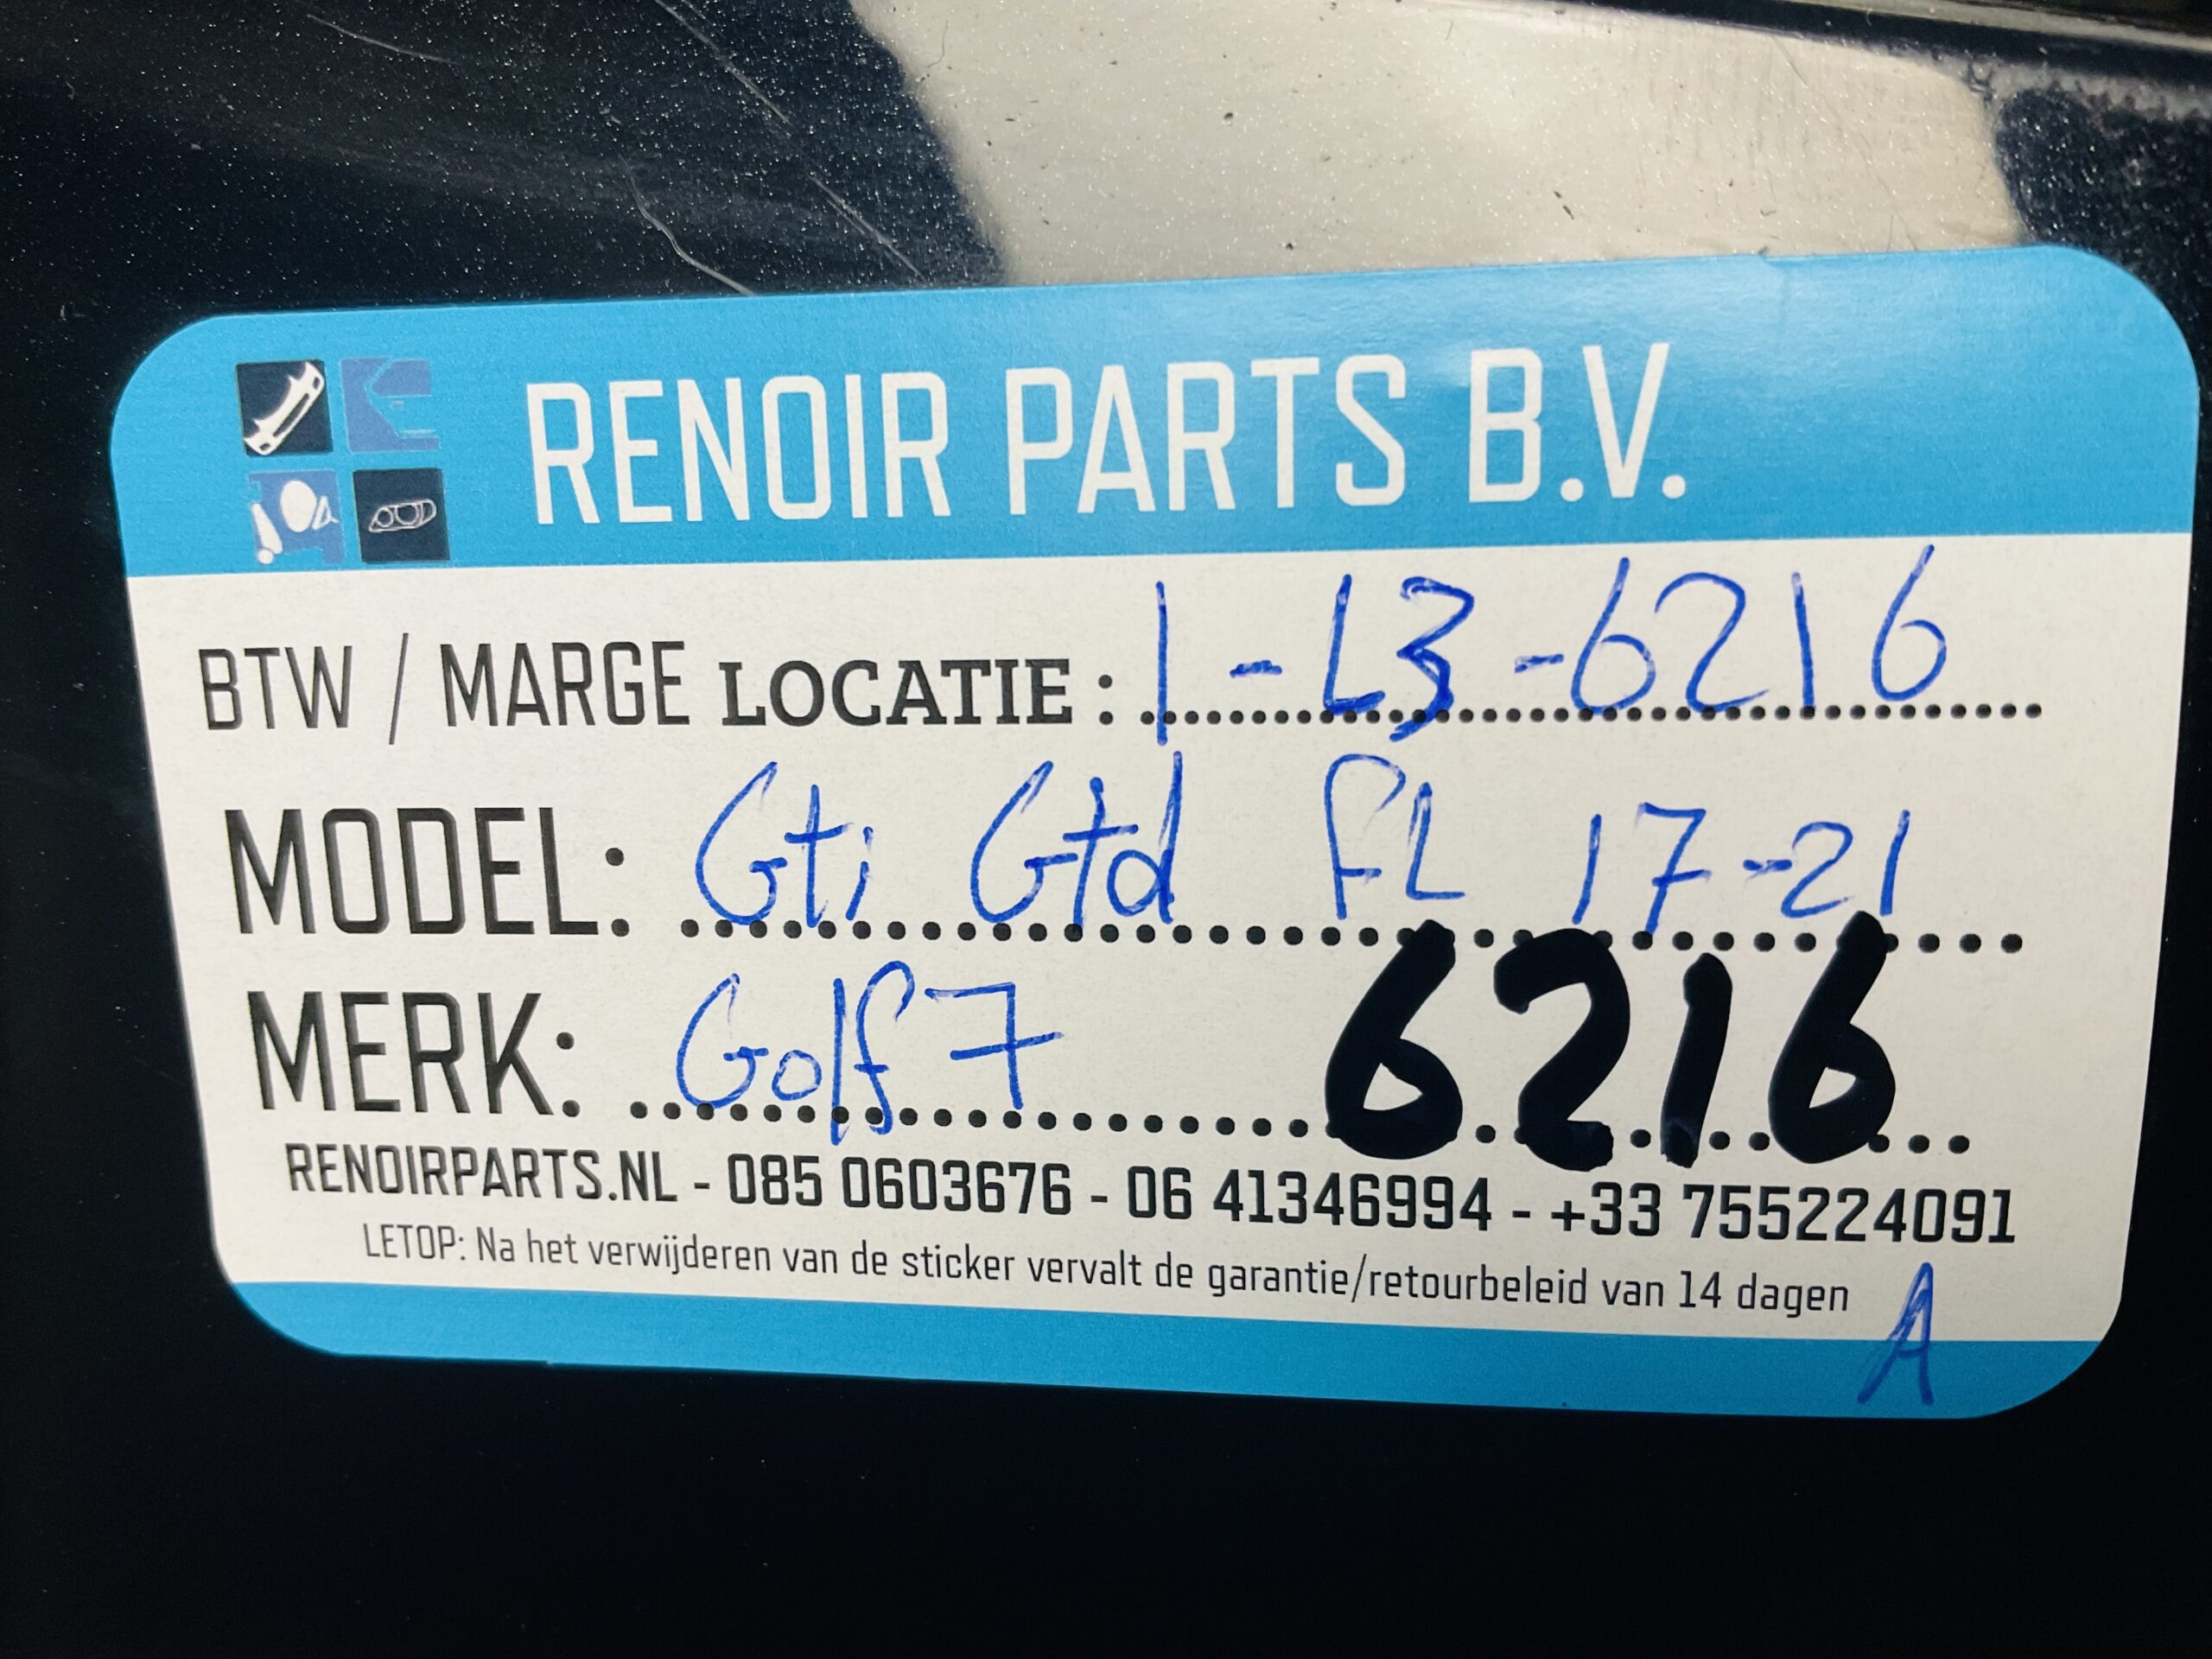 RENOIR PARTS B.V.
BTW / MARGE LOCATIE : 1 - L3 - 6216
MODEL: Gti Gtd FL 17-21
MERK: Golf 7 6216
RENOIRPARTS.NL - 085 0603676 - 06 41346994 - +33 755224091
LETOP: Na het verwijderen van de sticker vervalt de garantie/retourbeleid van 14 dagen
A